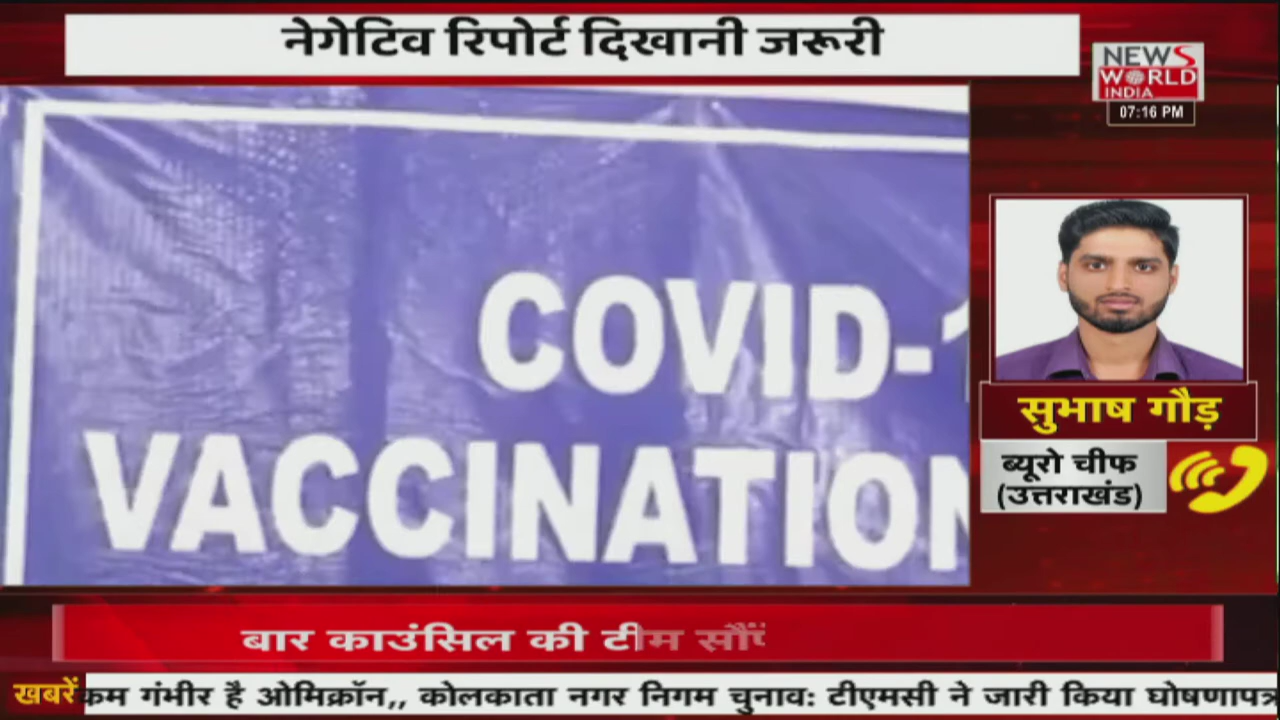 नेगेटिव रिपोर्ट दिखानी जरूरी
NEWS
WORLD
INDIA
07:16 PM
COVID-
VACCINATION
सुभाष गौड़
ब्यूरो चीफ
(उत्तराखंड)
बार काउंसिल की टीम
खबरें कम गंभीर है ओमिक्रॉन,, कोलकाता नगर निगम चुनाव: टीएमसी ने जारी किया घोषणापत्र